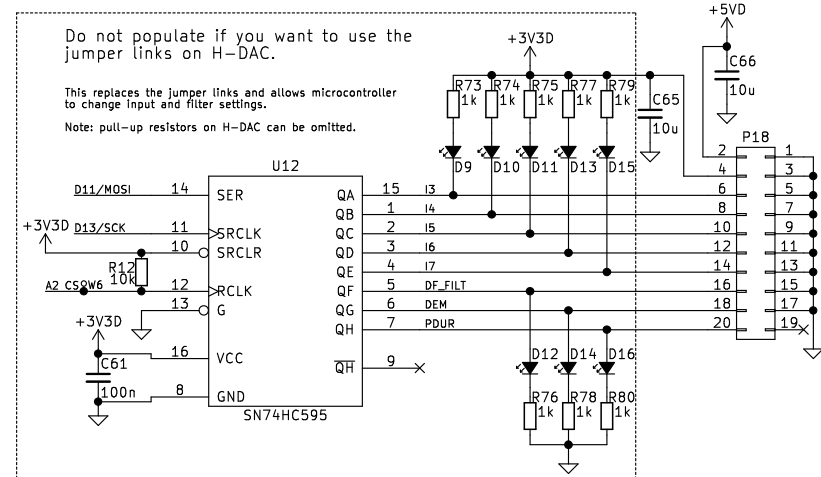 Do not populate if you want to use the
jumper links on H-DAC.
This replaces the jumper links and allows microcontroller
to change input and filter settings.
Note: pull-up resistors on H-DAC can be omitted.
+5VD
C66
10u
+3V3D
R73 R74 R75 R77 R79
1k 1k 1k 1k 1k
C65
10u
D9 D10 D11 D13 D15
P18
2 1
4 3
6 5
8 7
10 9
12 11
14 13
16 15
18 17
20 19
U12
D11/MOSI 14 SER
D13/SCK 11 SRCLK
+3V3D
10 SRCLR
R12
10k
12 RCLK
13 G
+3V3D
16 VCC
C61
100n
8 GND
QA 15 I3
QB 1 I4
QC 2 I5
QD 3 I6
QE 4 I7
QF 5 DF_FILT
QG 6 DEM
QH 7 PDUR
QH 9
SN74HC595
D12 D14 D16
R76 R78 R80
1k 1k 1k